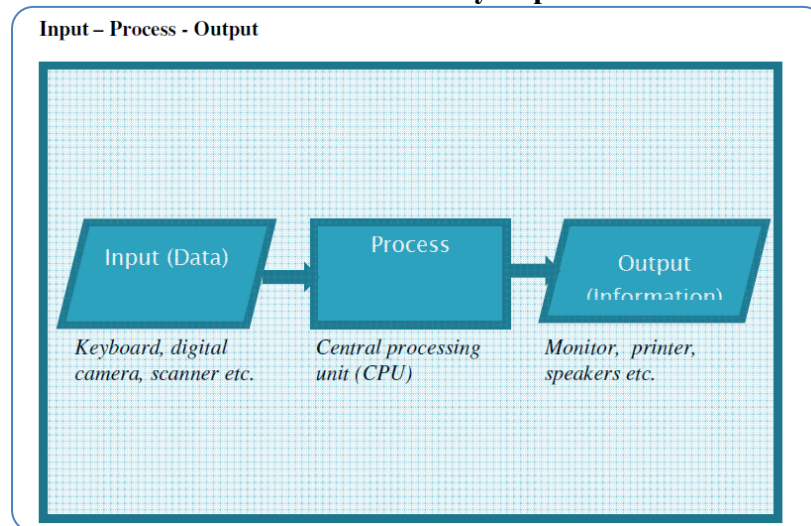 Input – Process - Output
Input (Data)
Process
Output
(Information)
Keyboard, digital
camera, scanner etc.
Central processing
unit (CPU)
Monitor, printer,
speakers etc.